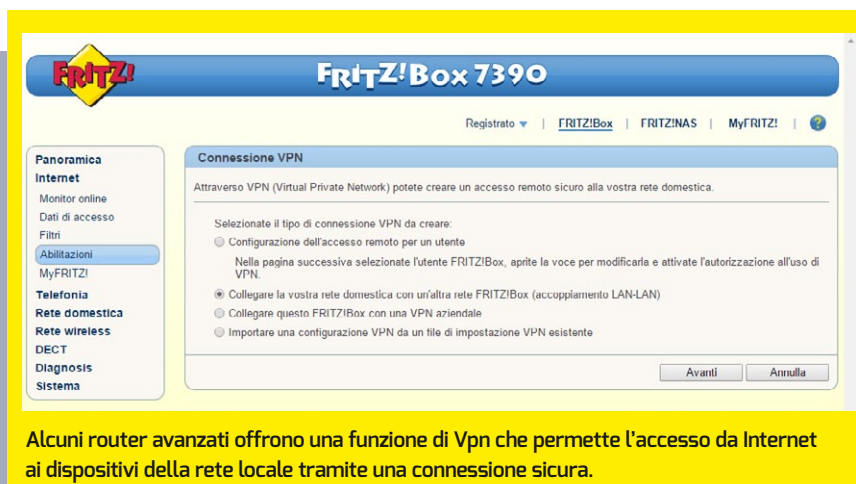 FRITZ!
FRITZ!Box 7390
Registrato | FRITZ!Box | FRITZ!NAS | MyFRITZ! | ?
Panoramica
Internet
Monitor online
Dati di accesso
Filtri
Abilitazioni
MyFRITZ!
Telefonia
Rete domestica
Rete wireless
DECT
Diagnosis
Sistema
Connessione VPN
Attraverso VPN (Virtual Private Network) potete creare un accesso remoto sicuro alla vostra rete domestica.
Selezionate il tipo di connessione VPN da creare:
Configurazione dell'accesso remoto per un utente
Nella pagina successiva selezionate l'utente FRITZ!Box, aprite la voce per modificarla e attivate l'autorizzazione all'uso di
VPN.
Collegare la vostra rete domestica con un'altra rete FRITZ!Box (accoppiamento LAN-LAN)
Collegare questo FRITZ!Box con una VPN aziendale
Importare una configurazione VPN da un file di impostazione VPN esistente
Avanti Annulla
Alcuni router avanzati offrono una funzione di Vpn che permette l'accesso da Internet
ai dispositivi della rete locale tramite una connessione sicura.